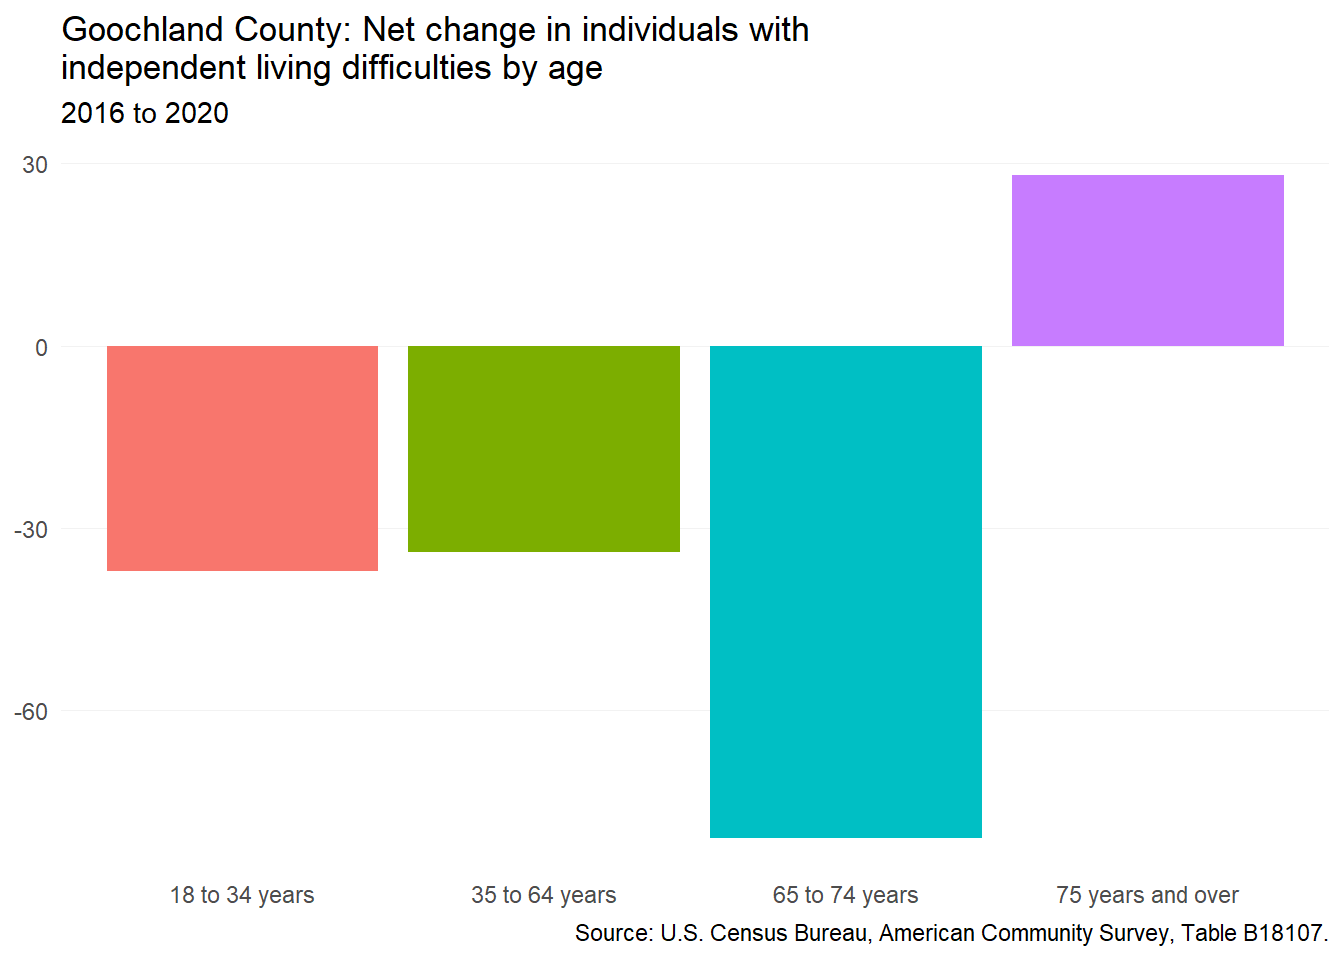 Goochland County: Net change in individuals with
independent living difficulties by age
2016 to 2020
30
0
-30
-60
18 to 34 years
35 to 64 years
65 to 74 years
75 years and over
Source: U.S. Census Bureau, American Community Survey, Table B18107.